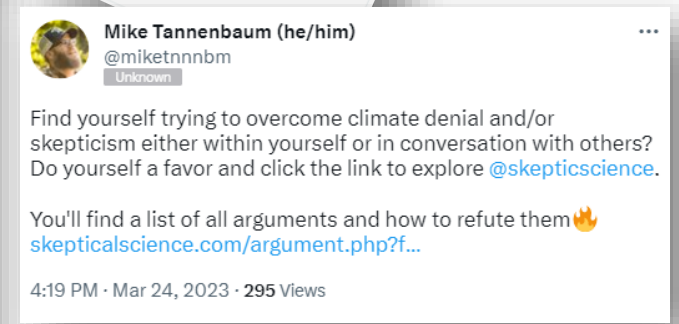 Mike Tannenbaum (he/him)
@miketnnnbm
Unknown
Find yourself trying to overcome climate denial and/or
skepticism either within yourself or in conversation with others?
Do yourself a favor and click the link to explore @skepticscience.
You'll find a list of all arguments and how to refute them🔥
skepticalscience.com/argument.php?f...
4:19 PM · Mar 24, 2023 · 295 Views